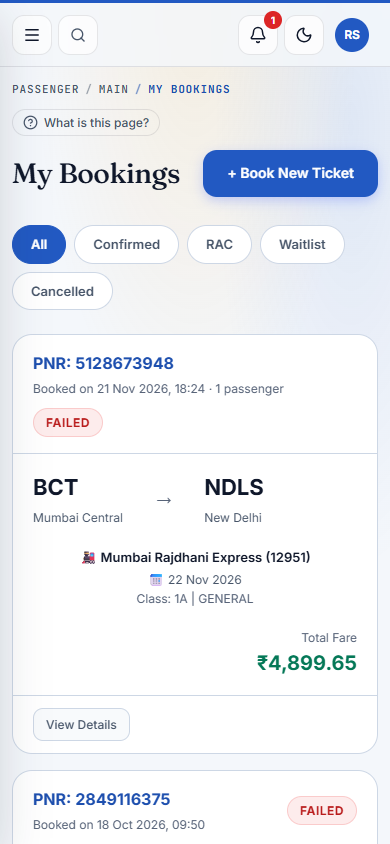 1
RS
PASSENGER / MAIN / MY BOOKINGS
? What is this page?
My Bookings
+ Book New Ticket
All
Confirmed
RAC
Waitlist
Cancelled
PNR: 5128673948
Booked on 21 Nov 2026, 18:24 · 1 passenger
FAILED
BCT → NDLS
Mumbai Central
New Delhi
Mumbai Rajdhani Express (12951)
22 Nov 2026
Class: 1A | GENERAL
Total Fare
₹4,899.65
View Details
PNR: 2849116375
FAILED
Booked on 18 Oct 2026, 09:50